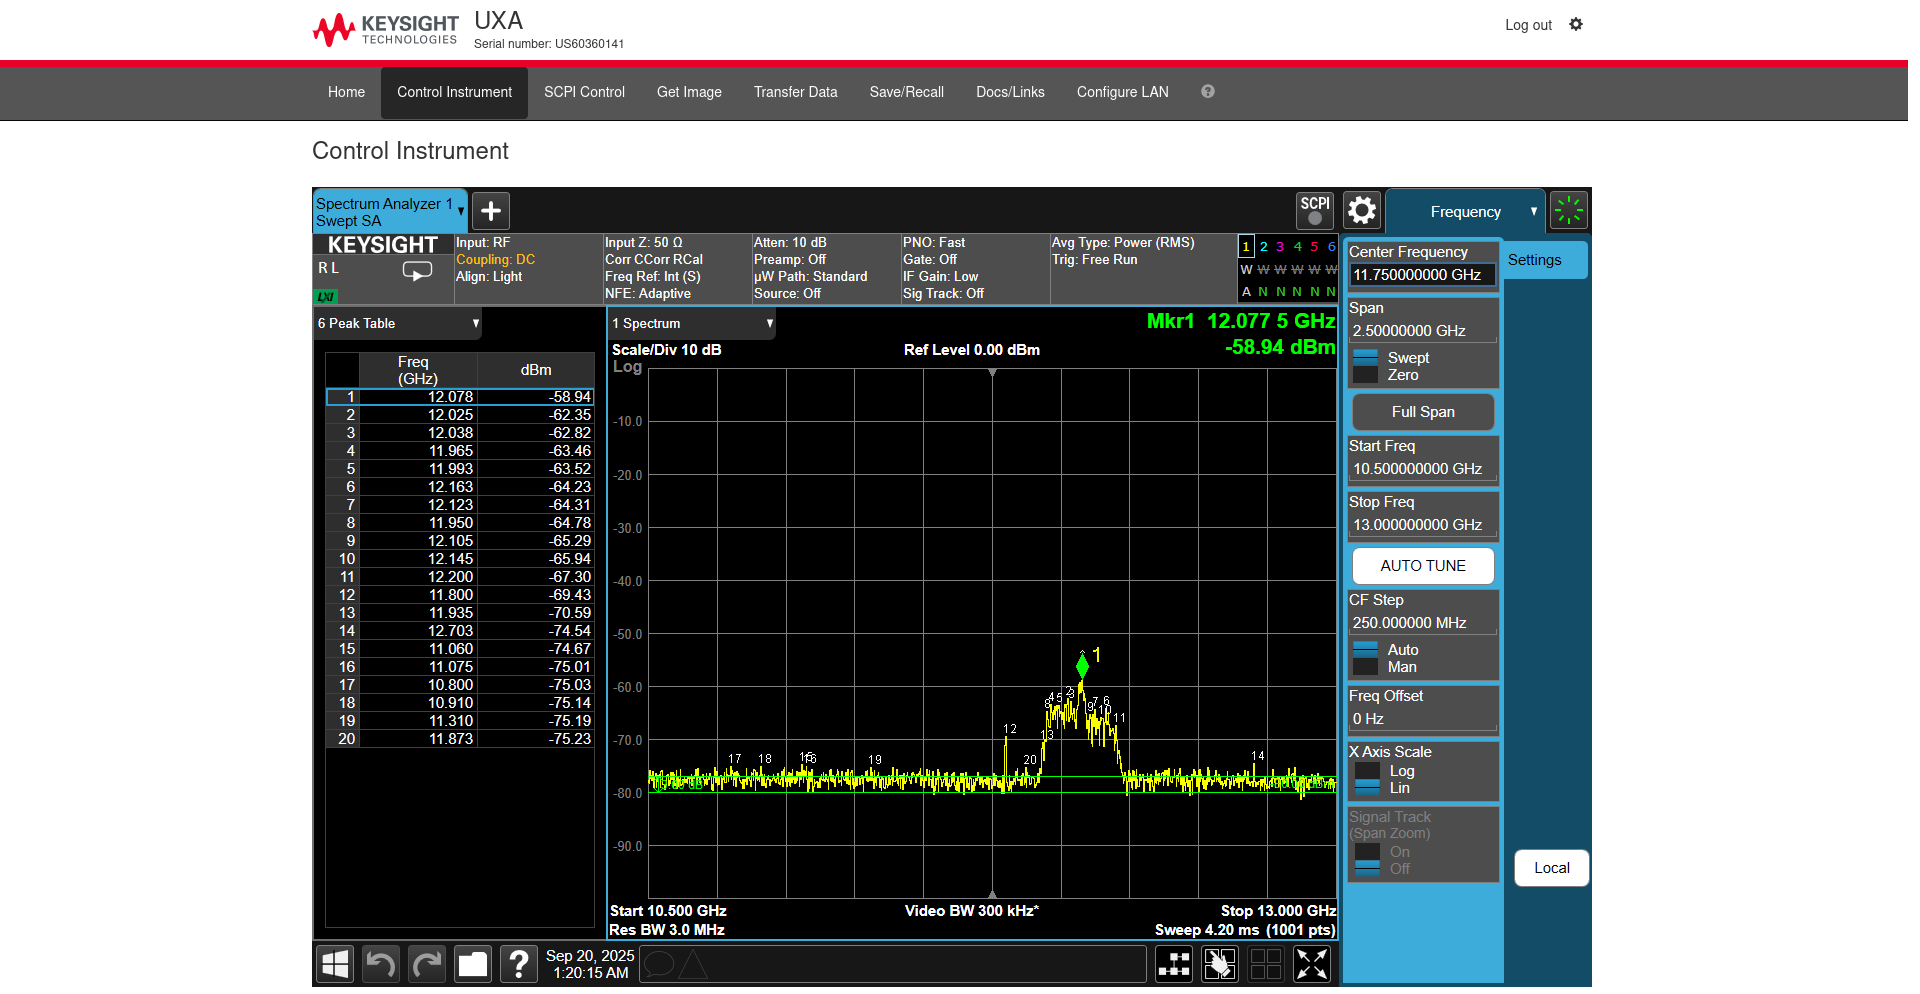 KEYSIGHT
TECHNOLOGIES
UXA
Serial number: US60360141
Log out
Home
Control Instrument
SCPI Control
Get Image
Transfer Data
Save/Recall
Docs/Links
Configure LAN
?
Control Instrument
Spectrum Analyzer 1
Swept SA
SCPI
Frequency
KEYSIGHT
R L
LXI
Input: RF
Coupling: DC
Align: Light
Input Z: 50 Ω
Corr CCorr RCal
Freq Ref: Int (S)
NFE: Adaptive
Atten: 10 dB
Preamp: Off
µW Path: Standard
Source: Off
PNO: Fast
Gate: Off
IF Gain: Low
Sig Track: Off
Avg Type: Power (RMS)
Trig: Free Run
1 2 3 4 5 6
W W W W W W
A N N N N N
6 Peak Table
Freq
(GHz)
dBm
1 12.078 -58.94
2 12.025 -62.35
3 12.038 -62.82
4 11.965 -63.46
5 11.993 -63.52
6 12.163 -64.23
7 12.123 -64.31
8 11.950 -64.78
9 12.105 -65.29
10 12.145 -65.94
11 12.200 -67.30
12 11.800 -69.43
13 11.935 -70.59
14 12.703 -74.54
15 11.060 -74.67
16 11.075 -75.01
17 10.800 -75.03
18 10.910 -75.14
19 11.310 -75.19
20 11.873 -75.23
1 Spectrum
Mkr1 12.077 5 GHz
-58.94 dBm
Scale/Div 10 dB
Ref Level 0.00 dBm
Log
-10.0
-20.0
-30.0
-40.0
-50.0
-60.0
-70.0
-80.0
-90.0
1
2
3
4
5
6
7
8
9
10
11
12
13
14
15
16
17
18
19
20
Start 10.500 GHz
Video BW 300 kHz*
Stop 13.000 GHz
Res BW 3.0 MHz
Sweep 4.20 ms (1001 pts)
Settings
Center Frequency
11.750000000 GHz
Span
2.50000000 GHz
Swept
Zero
Full Span
Start Freq
10.500000000 GHz
Stop Freq
13.000000000 GHz
AUTO TUNE
CF Step
250.000000 MHz
Auto
Man
Freq Offset
0 Hz
X Axis Scale
Log
Lin
Signal Track
(Span Zoom)
On
Off
Local
?
Sep 20, 2025
1:20:15 AM